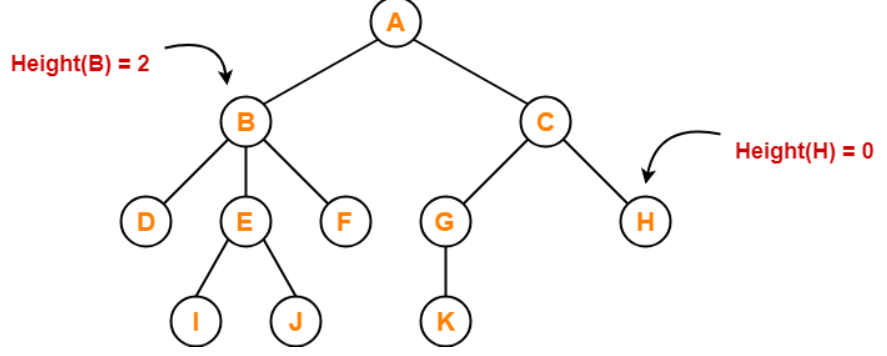 A
Height(B) = 2
B
C
Height(H) = 0
D
E
F
G
H
I
J
K